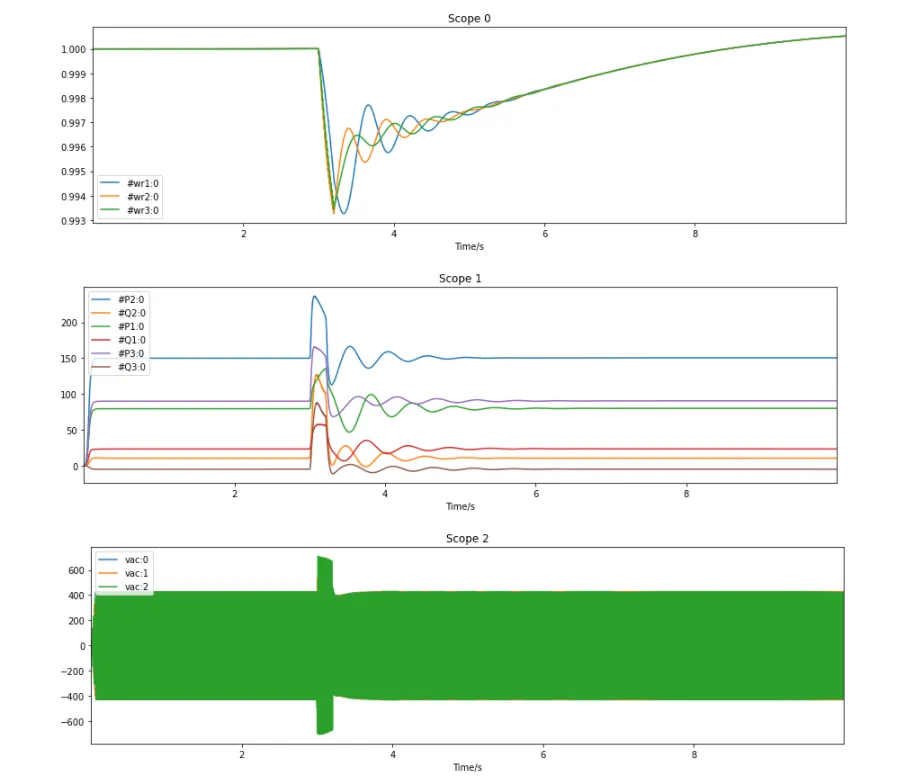 Scope 0
1.000
0.999
0.998
0.997
0.996
0.995
0.994
0.993
#wr1:0
#wr2:0
#wr3:0
2 4 6 8
Time/s
Scope 1
200
150
100
50
0
#P2:0
#Q2:0
#P1:0
#Q1:0
#P3:0
#Q3:0
2 4 6 8
Time/s
Scope 2
600
400
200
0
−200
−400
−600
vac:0
vac:1
vac:2
2 4 6 8
Time/s